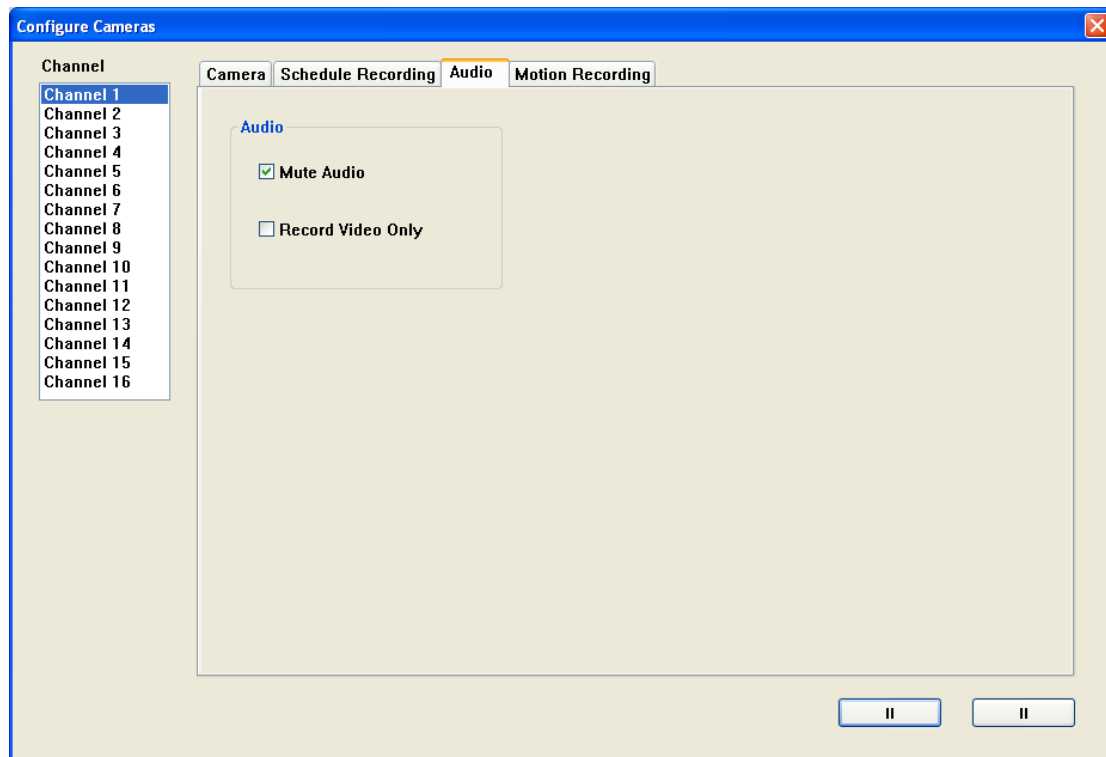 Configure Cameras
Channel
Camera Schedule Recording Audio Motion Recording
Channel 1
Channel 2
Channel 3
Channel 4
Channel 5
Channel 6
Channel 7
Channel 8
Channel 9
Channel 10
Channel 11
Channel 12
Channel 13
Channel 14
Channel 15
Channel 16
Audio
Mute Audio
Record Video Only
II
II